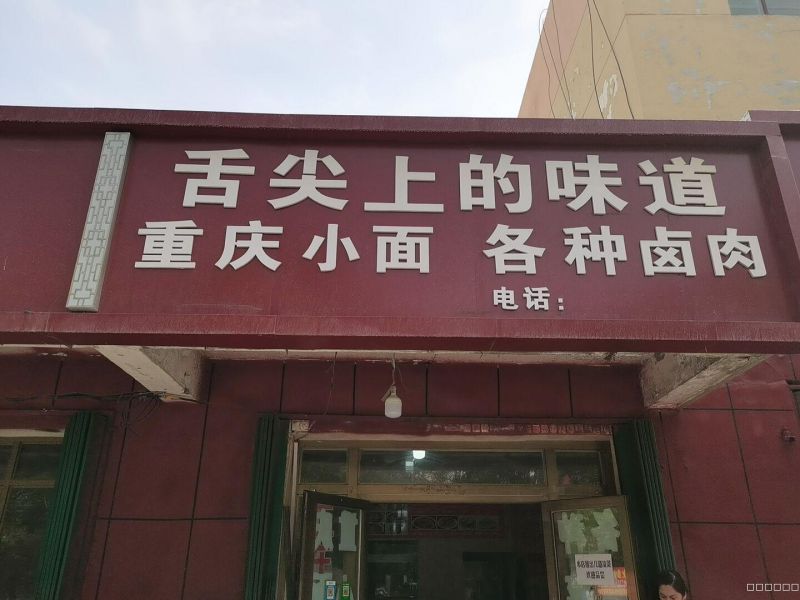 舌尖上的味道
重庆小面 各种卤肉
电话：